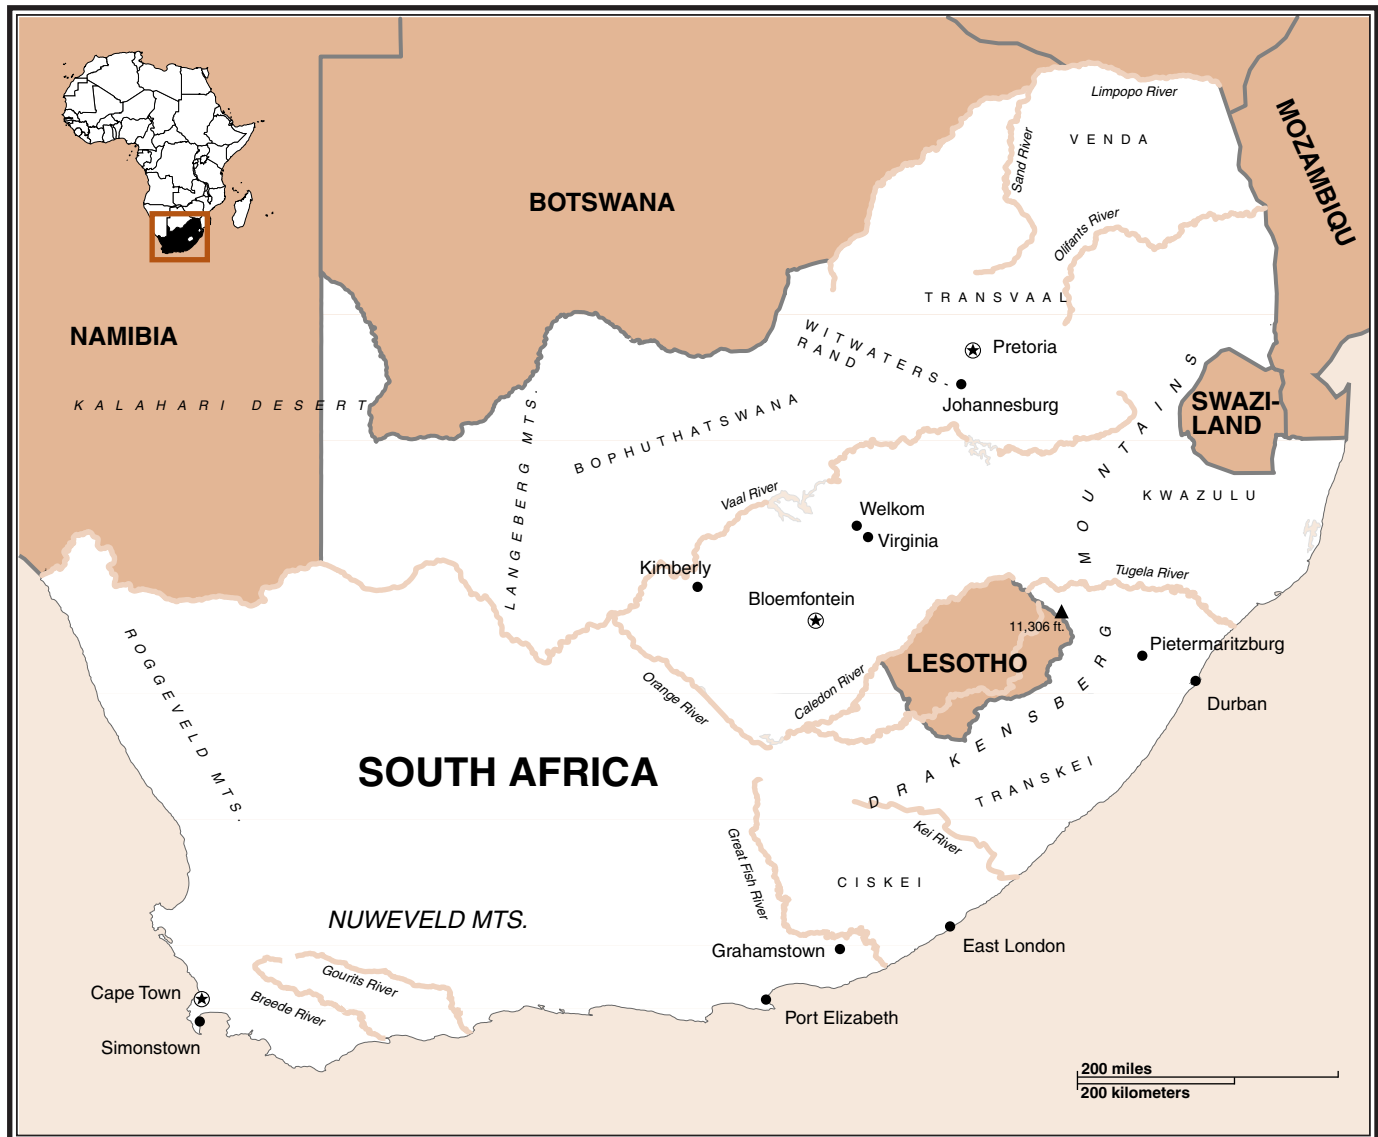 Limpopo River
VENDA
MOZAMBIQU
Sand River
BOTSWANA
Olifants River
TRANSVAAL
NAMIBIA
WITWATERS-
RAND
Pretoria
KALAHARI DESERT
Johannesburg
SWAZI-
LAND
BOPHUTHATSWANA
LANGEBERG MTS.
Vaal River
KWAZULU
Welkom
Virginia
Kimberly
Tugela River
Bloemfontein
11,306 ft.
DRAKENSBERG MOUNTAINS
Pietermaritzburg
LESOTHO
ROGGEVELD MTS.
Orange River
Caledon River
Durban
SOUTH AFRICA
TRANSKEI
Kei River
Great Fish River
CISKEI
NUWEVELD MTS.
Grahamstown
East London
Gourits River
Cape Town
Breede River
Port Elizabeth
Simonstown
200 miles
200 kilometers